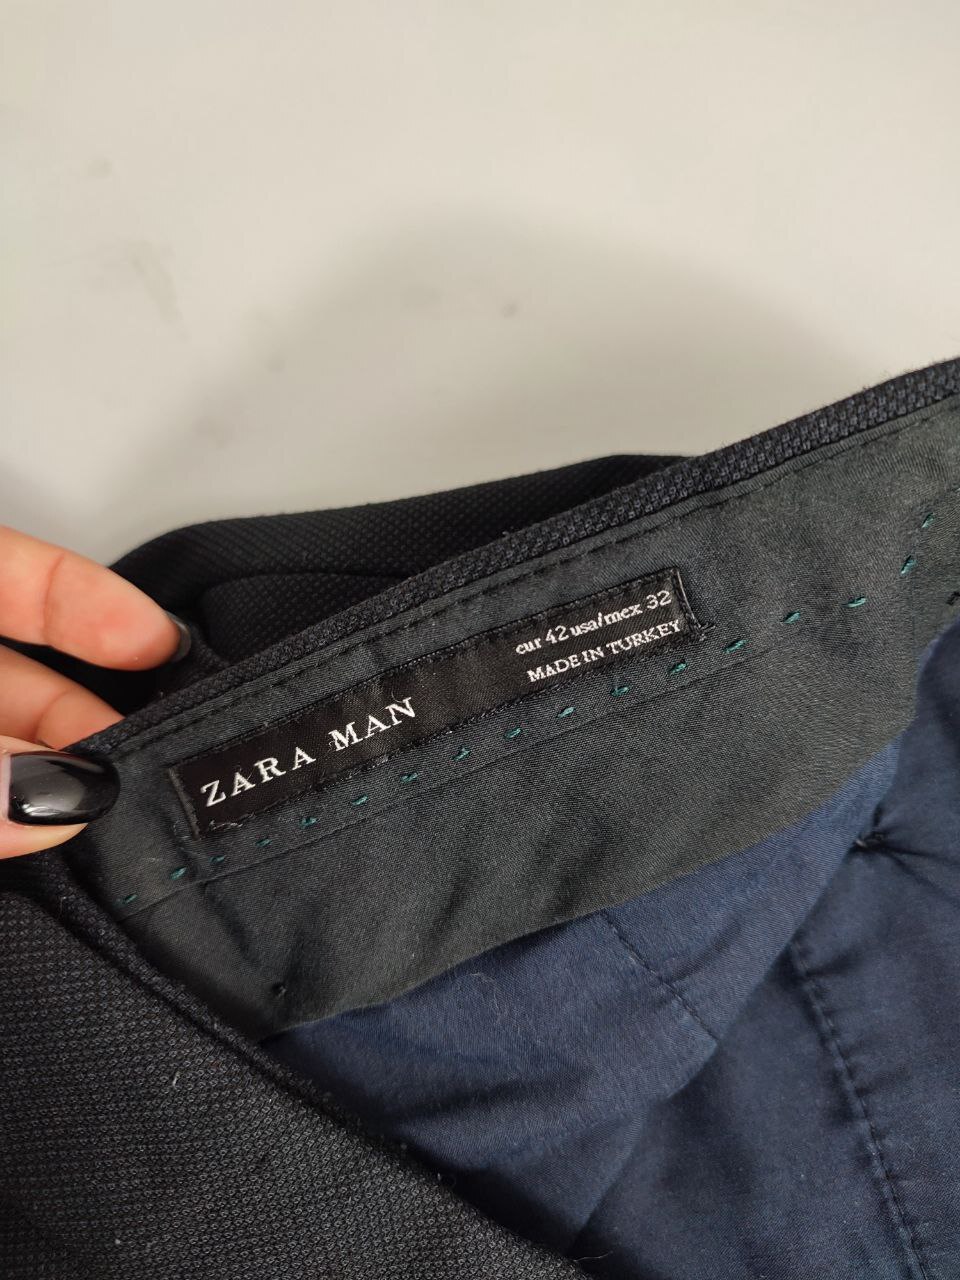 ZARA MAN
eur 42 usa/mex 32
MADE IN TURKEY